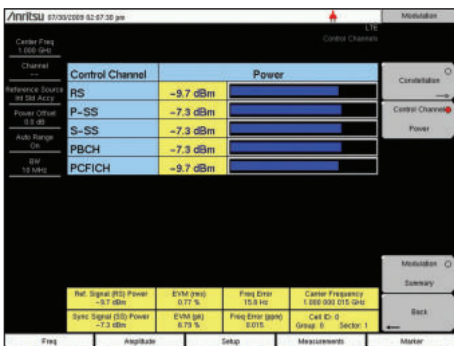 Anritsu 07/30/2009 02:07:30 pm
Modulation
LTE
Control Channels
Center Freq
1.000 GHz
Channel
--
Reference Source
Int Std Accy
Power Offset
0.0 dB
Auto Range
On
BW
10 MHz
Control Channel Power
RS -9.7 dBm
P-SS -7.3 dBm
S-SS -7.3 dBm
PBCH -7.3 dBm
PCFICH -9.7 dBm
Constellation
Control Channel
Power
Modulation
Summary
Back
Ref. Signal (RS) Power
-9.7 dBm
EVM (rms)
0.77 %
Freq Error
15.8 Hz
Carrier Frequency
1.000 000 015 GHz
Sync Signal (SS) Power
-7.3 dBm
EVM (pk)
Freq Error (ppm)
0.015
Cell ID: 0
Group: 0 Sector: 1
Freq Amplitude Setup Measurements Marker